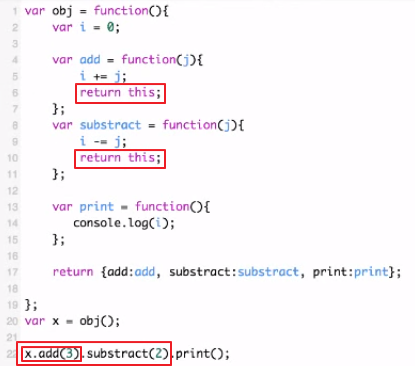 1 var obj = function(){
2 var i = 0;
3
4 var add = function(j){
5 i += j;
6 return this;
7 };
8 var substract = function(j){
9 i -= j;
10 return this;
11 };
12
13 var print = function(){
14 console.log(i);
15 };
16
17 return {add:add, substract:substract, print:print};
18
19 };
20 var x = obj();
21
22 x.add(3).substract(2).print();